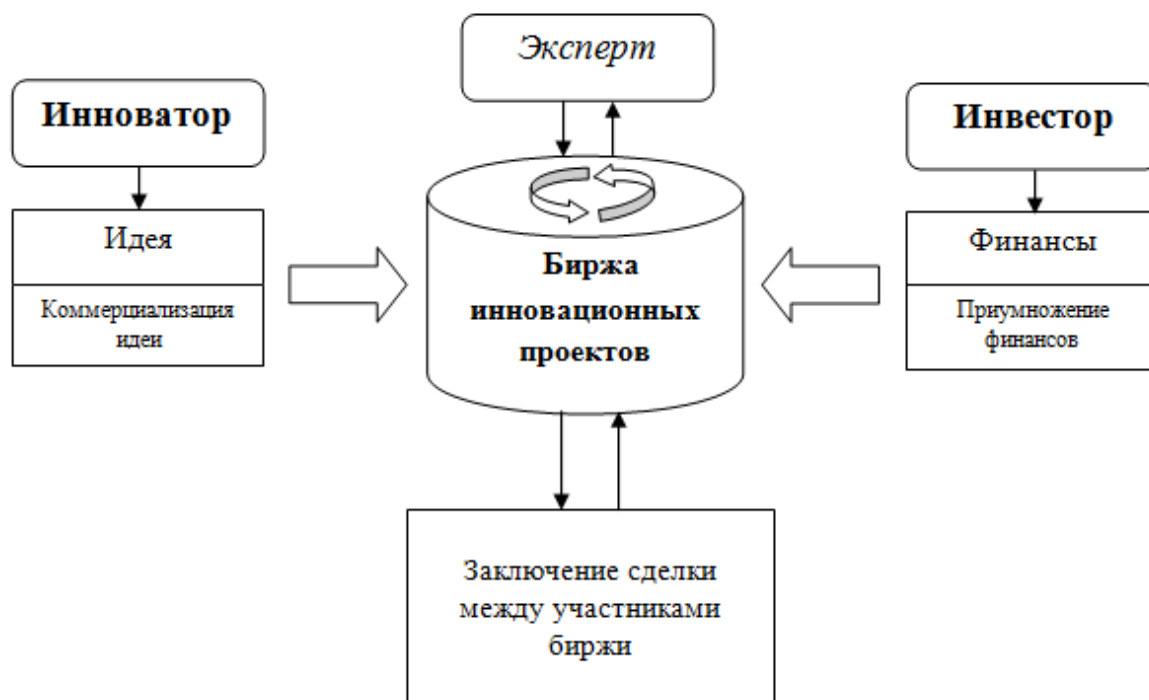 Эксперт
Инноватор
Инвестор
Идея
Коммерциализация
идеи
Биржа
инновационных
проектов
Финансы
Приумножение
финансов
Заключение сделки
между участниками
биржи